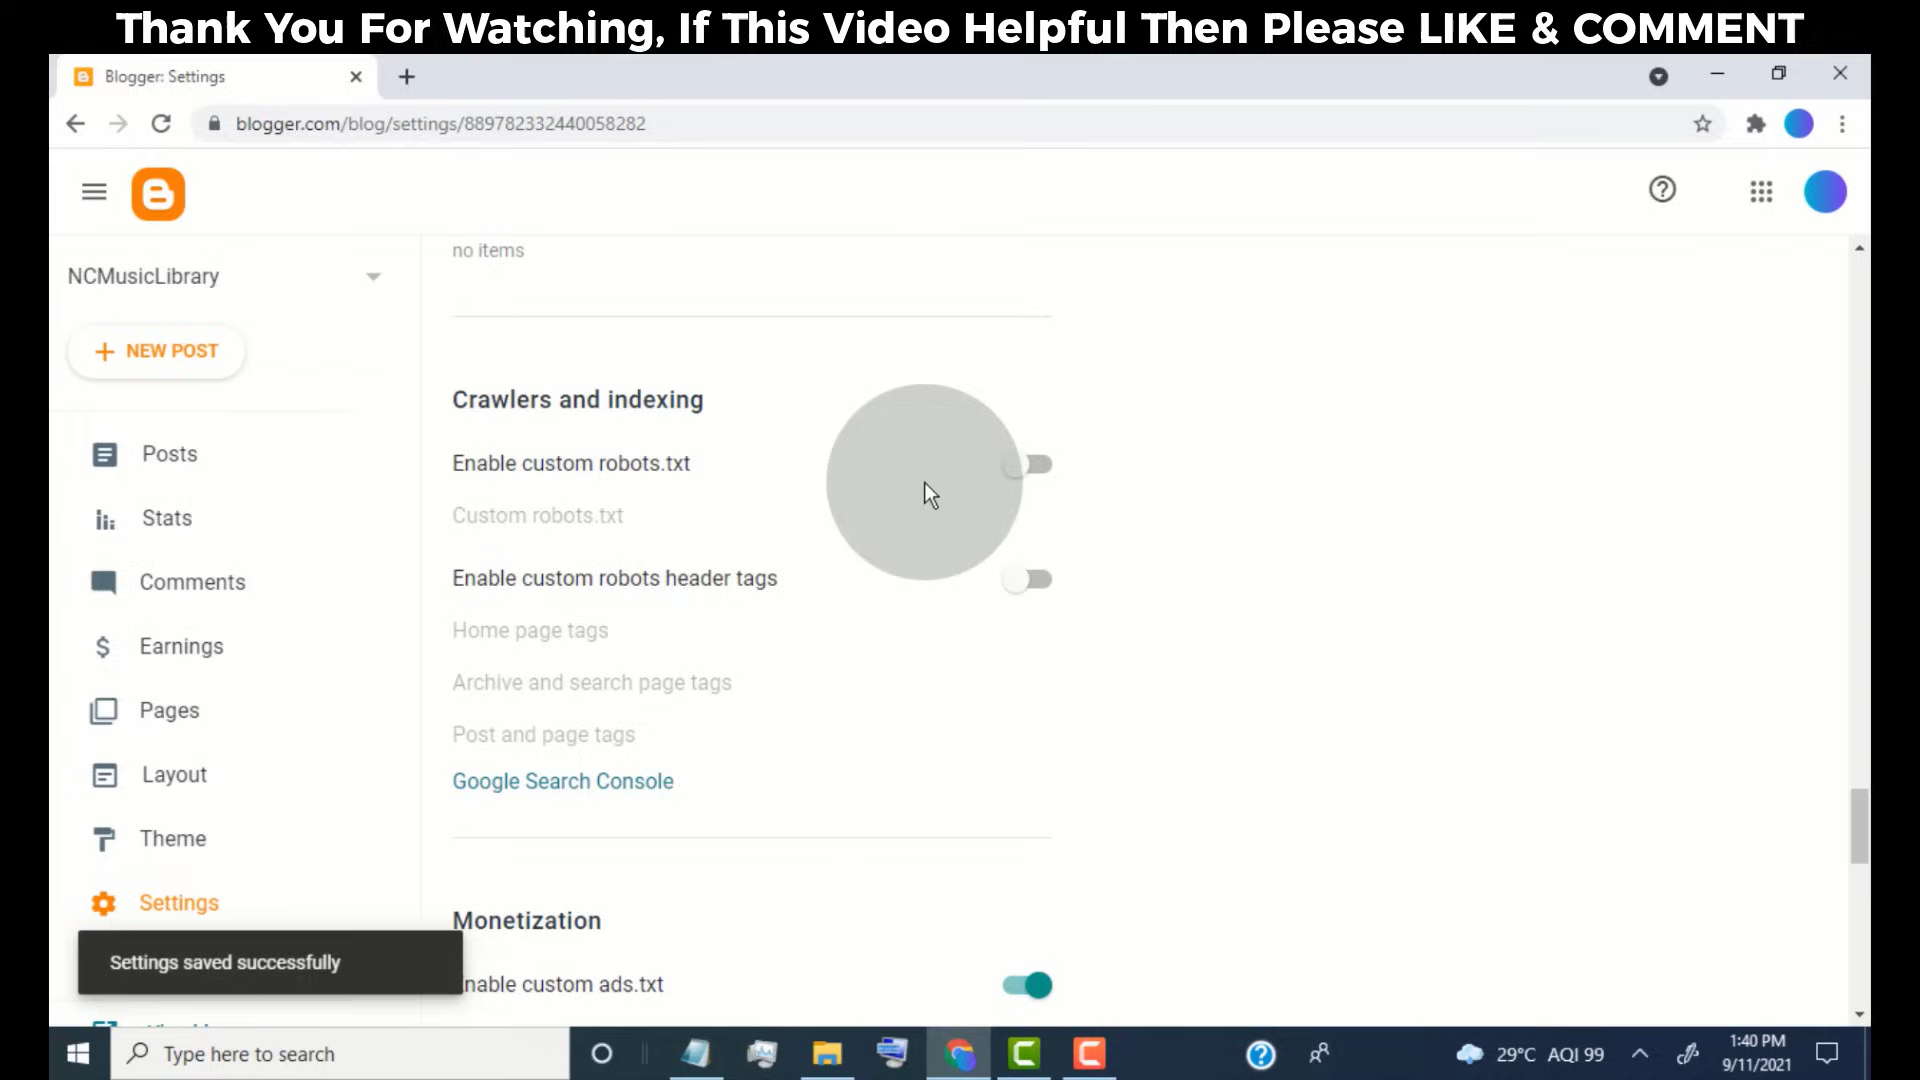 Thank You For Watching, If This Video Helpful Then Please LIKE & COMMENT
Blogger: Settings
blogger.com/blog/settings/889782332440058282
no items
NCMusicLibrary
NEW POST
Crawlers and indexing
Enable custom robots.txt
Custom robots.txt
Enable custom robots header tags
Home page tags
Archive and search page tags
Post and page tags
Google Search Console
Posts
Stats
Comments
Earnings
Pages
Layout
Theme
Settings
Monetization
Settings saved successfully
nable custom ads.txt
Type here to search
29°C AQI 99
1:40 PM
9/11/2021